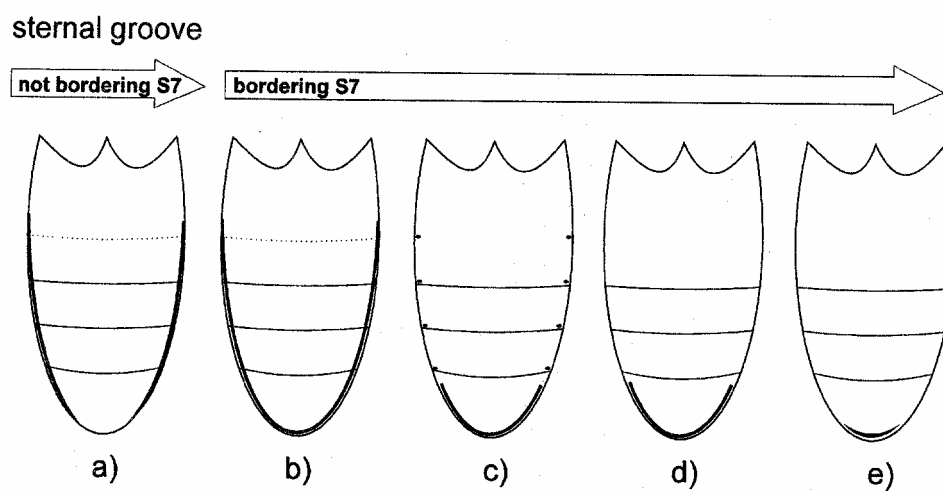 sternal groove
not bordering S7
bordering S7
a)
b)
c)
d)
e)